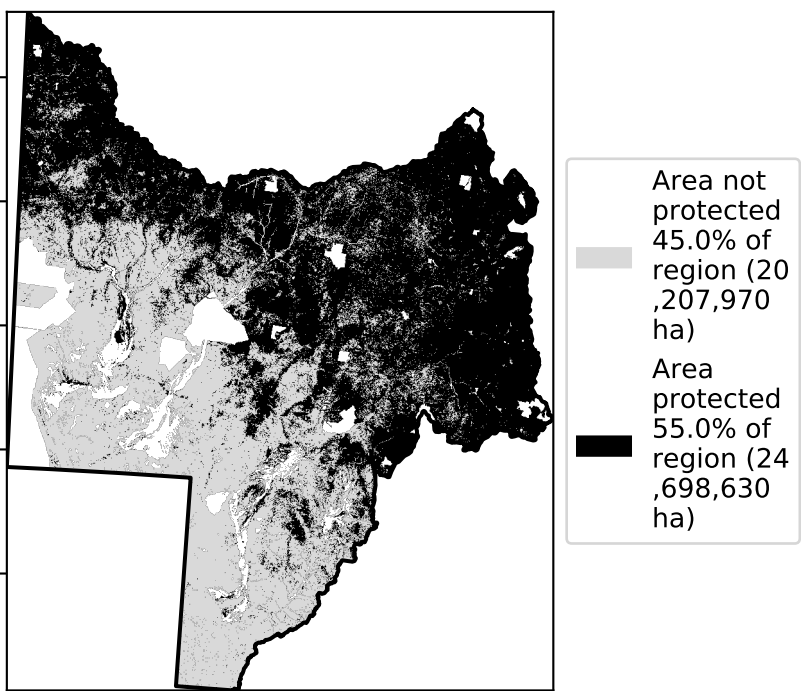 Area not
protected
45.0% of
region (20
,207,970
ha)
Area
protected
55.0% of
region (24
,698,630
ha)